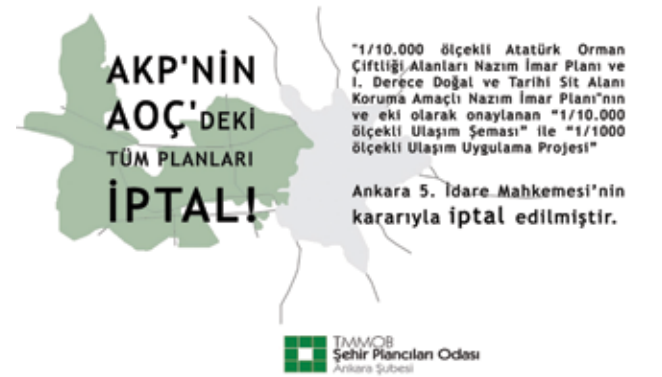 AKP'NİN
AOÇ'DEKİ
TÜM PLANLARI
İPTAL!
"1/10.000 ölçekli Atatürk Orman
Çiftliği Alanları Nazım İmar Planı ve
I. Derece Doğal ve Tarihi Sit Alanı
Koruma Amaçlı Nazım İmar Planı"nın
ve eki olarak onaylanan “1/10.000
ölçekli Ulaşım Şeması” ile “1/1000
ölçekli Ulaşım Uygulama Projesi”
Ankara 5. İdare Mahkemesi’nin
kararıyla iptal edilmiştir.
TMMOB
Şehir Plancıları Odası
Ankara Şubesi